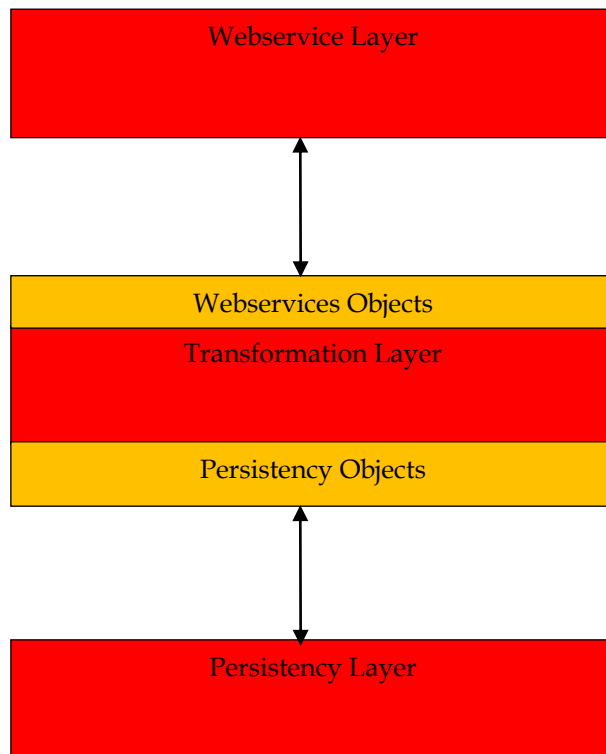 Webservice Layer
Webservices Objects
Transformation Layer
Persistency Objects
Persistency Layer